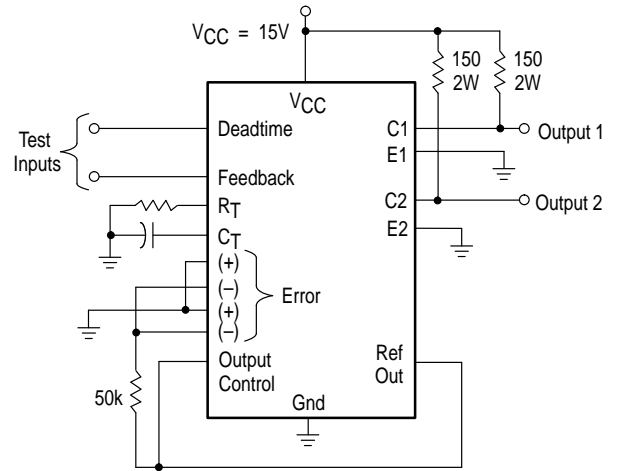 VCC = 15V
150
2W
150
2W
VCC
Test
Inputs
Deadtime
Feedback
RT
CT
(+)
(–)
(+)
(–)
Error
Output
Control
50k
Gnd
C1
E1
C2
E2
Ref
Out
Output 1
Output 2